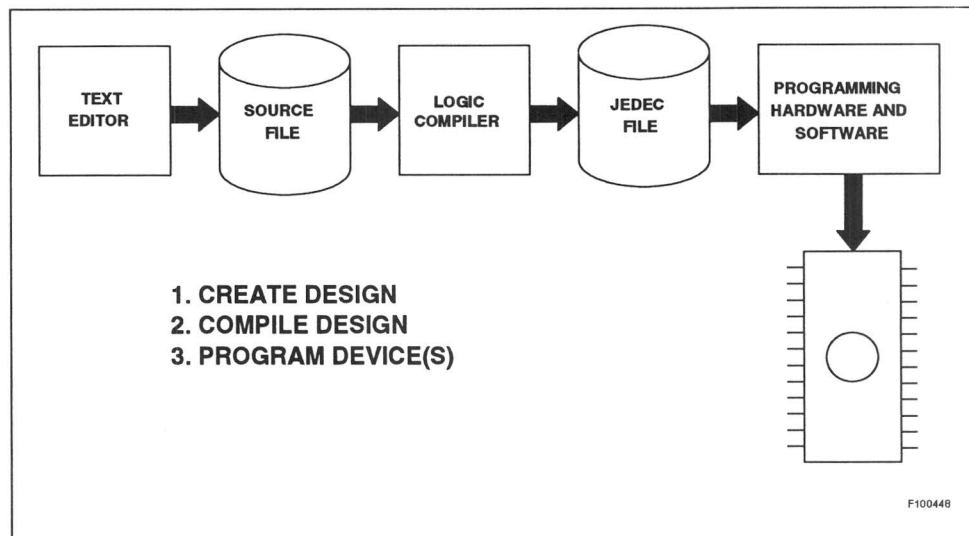 TEXT
EDITOR
SOURCE
FILE
LOGIC
COMPILER
JEDEC
FILE
PROGRAMMING
HARDWARE AND
SOFTWARE
1. CREATE DESIGN
2. COMPILE DESIGN
3. PROGRAM DEVICE(S)
F100448